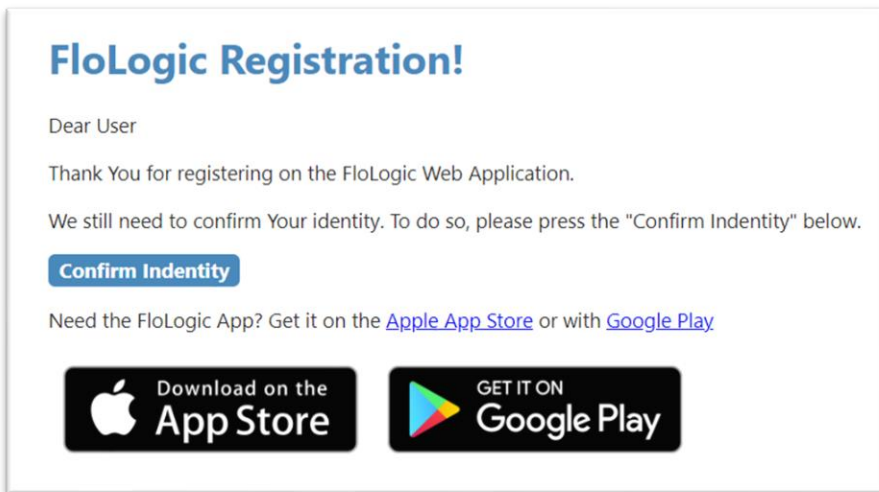 FloLogic Registration!
Dear User
Thank You for registering on the FloLogic Web Application.
We still need to confirm Your identity. To do so, please press the "Confirm Indentity" below.
Confirm Indentity
Need the FloLogic App? Get it on the Apple App Store or with Google Play
Download on the
App Store
GET IT ON
Google Play